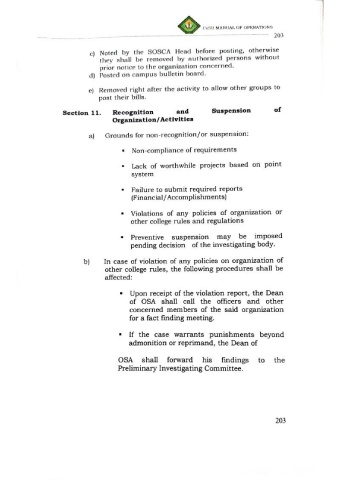 MANUAL OF OPERATIONS
203
c) Noted by the SOSCA Head before posting, otherwise
they shall be removed by authorized persons without
prior notice to the organization concerned.
d) Posted on campus bulletin board.
e) Removed right after the activity to allow other groups to
post their bills.
Section 11. Recognition and Suspension of
Organization/Activities
a) Grounds for non-recognition/or suspension:
• Non-compliance of requirements
• Lack of worthwhile projects based on point
system
• Failure to submit required reports
(Financial/Accomplishments)
• Violations of any policies of organization or
other college rules and regulations
• Preventive suspension may be imposed
pending decision of the investigating body.
b) In case of violation of any policies on organization of
other college rules, the following procedures shall be
affected:
• Upon receipt of the violation report, the Dean
of OSA shall call the officers and other
concerned members of the said organization
for a fact finding meeting.
• If the case warrants punishments beyond
admonition or reprimand, the Dean of
OSA shall forward his findings to the
Preliminary Investigating Committee.
203